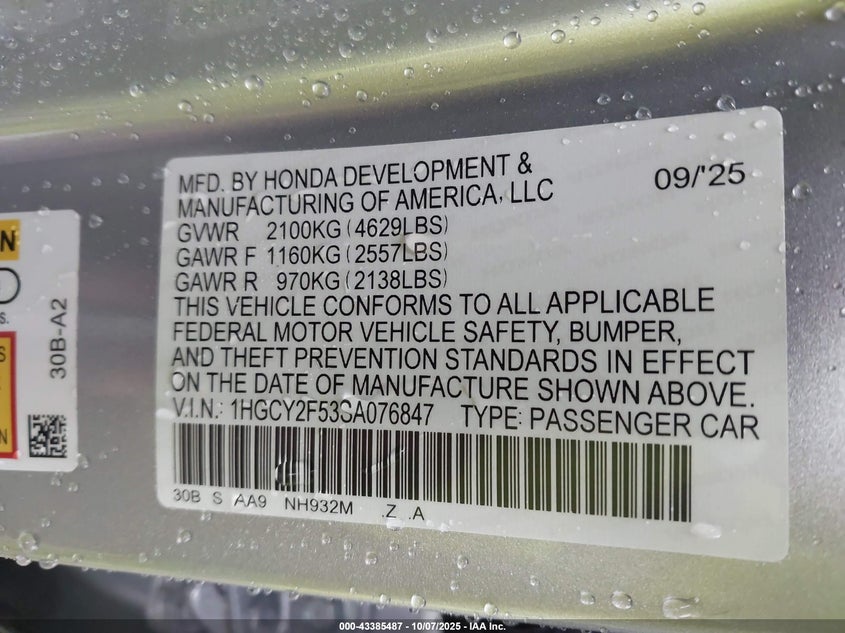 MFD. BY HONDA DEVELOPMENT & 09/'25
MANUFACTURING OF AMERICA, LLC
GVWR 2100KG (4629LBS)
GAWR F 1160KG (2557LBS)
GAWR R 970KG (2138LBS)
THIS VEHICLE CONFORMS TO ALL APPLICABLE
FEDERAL MOTOR VEHICLE SAFETY, BUMPER,
AND THEFT PREVENTION STANDARDS IN EFFECT
ON THE DATE OF MANUFACTURE SHOWN ABOVE.
V.I.N.: 1HGCY2F53SA076847 TYPE: PASSENGER CAR
30B S AA9 NH932M .Z .A
30B-A2
000-43385487 - 10/07/2025 - IAA Inc.